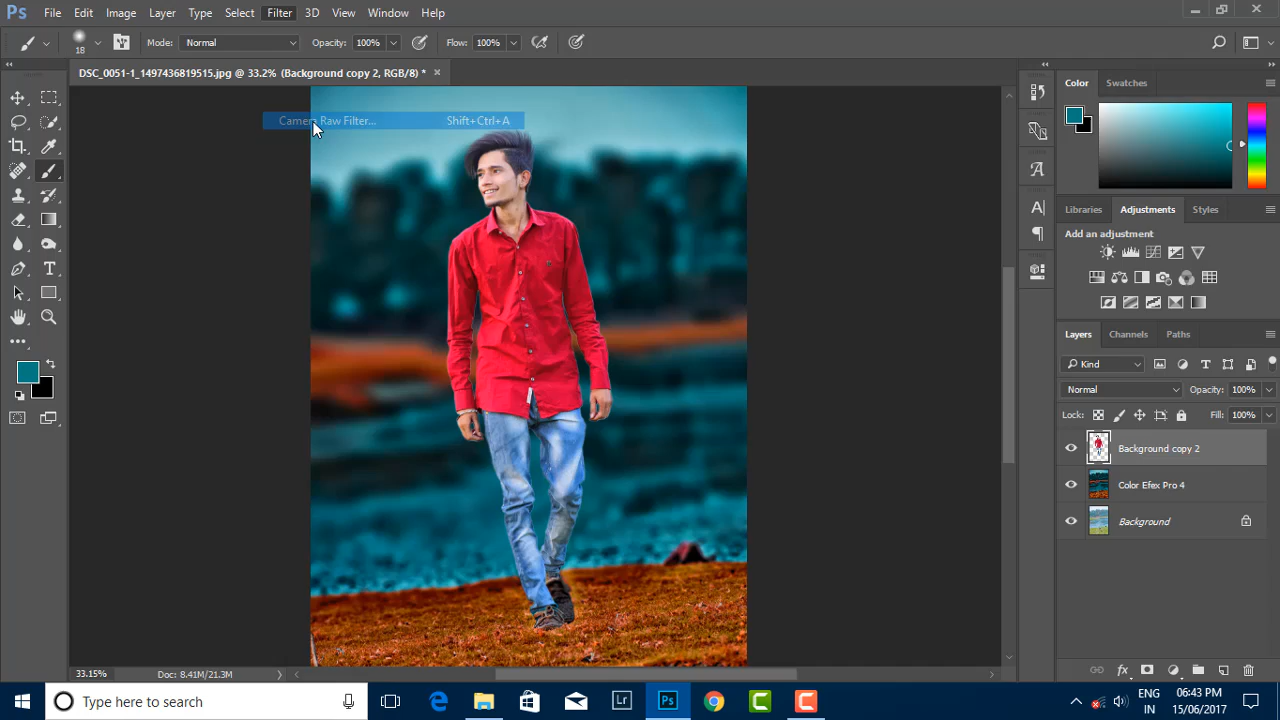 Ps File Edit Image Layer Type Select Filter 3D View Window Help
18 Mode: Normal Opacity: 100% Flow: 100%
DSC_0051-1_1497436819515.jpg @ 33.2% (Background copy 2, RGB/8) * ×
Camera Raw Filter... Shift+Ctrl+A
Color Swatches
Libraries Adjustments Styles
Add an adjustment
Layers Channels Paths
Kind
Normal Opacity: 100%
Lock: Fill: 100%
Background copy 2
Color Efex Pro 4
Background
33.15% Doc: 8.41M/21.3M
Type here to search
Lr Ps
ENG
IN
06:43 PM
15/06/2017